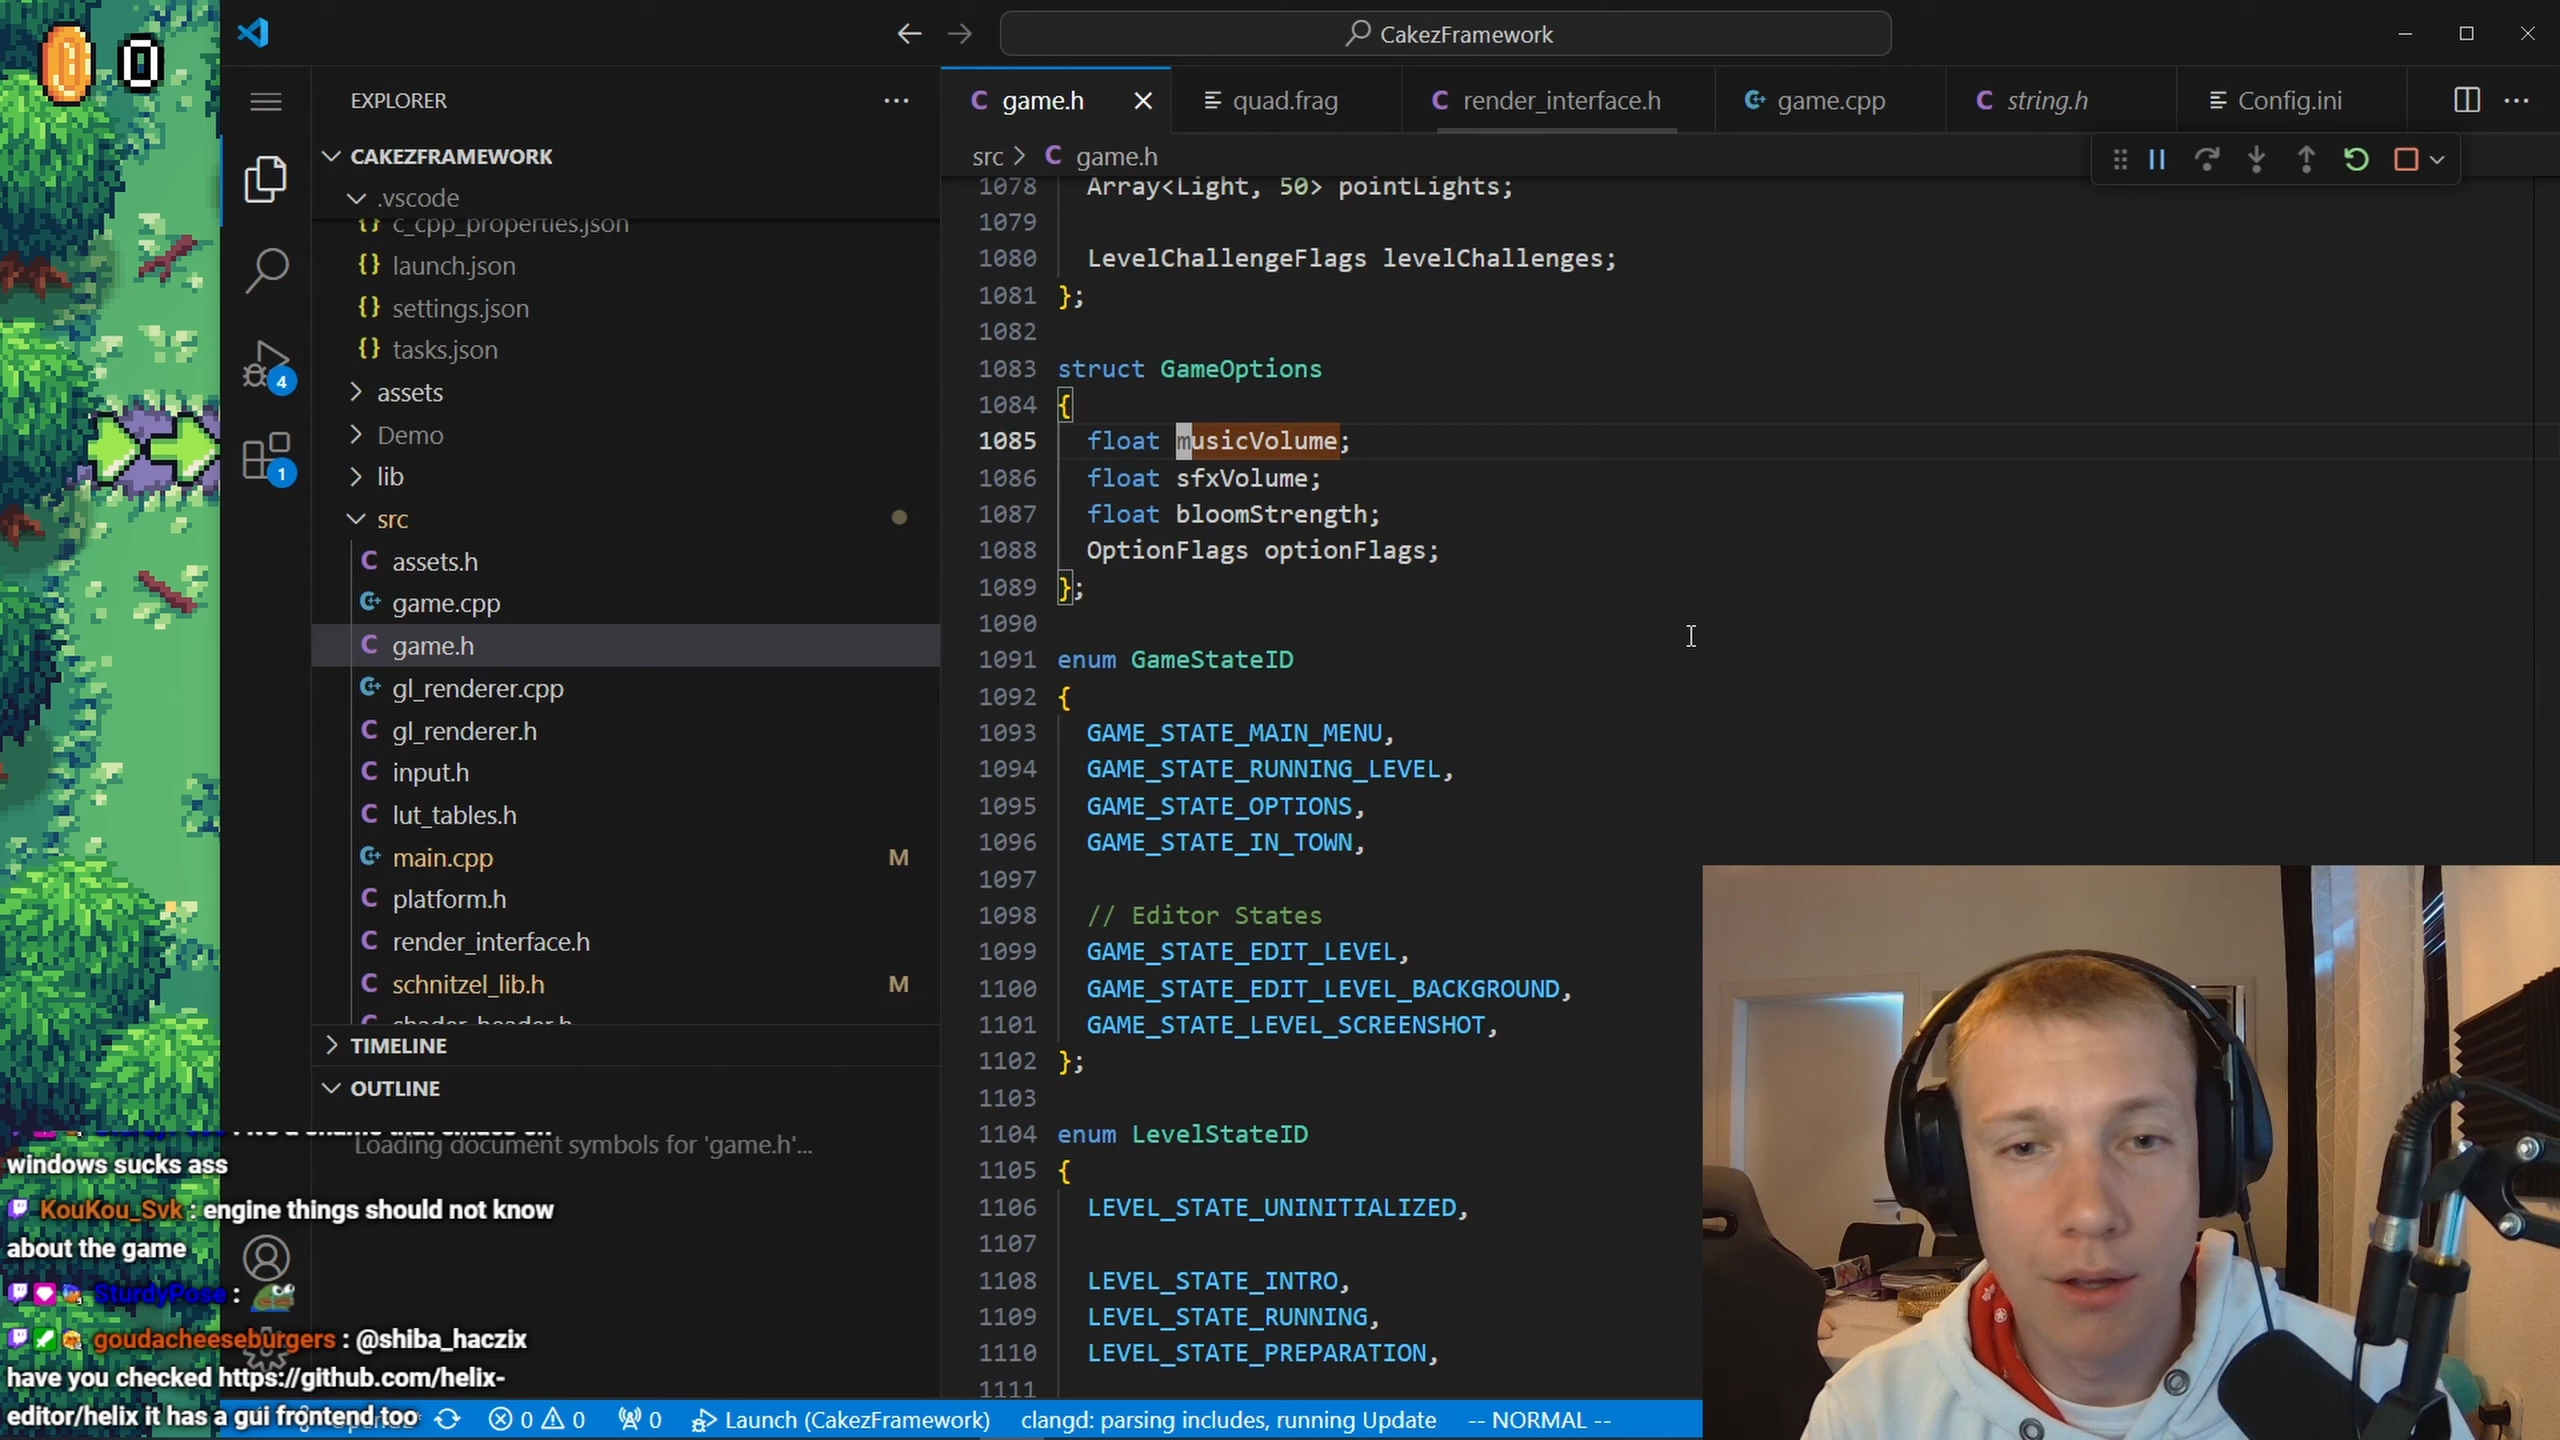 0
CakezFramework
EXPLORER
game.h
quad.frag
render_interface.h
game.cpp
string.h
Config.ini
CAKEZFRAMEWORK
src > game.h
.vscode
c_cpp_properties.json
launch.json
settings.json
tasks.json
assets
Demo
lib
src
assets.h
game.cpp
game.h
gl_renderer.cpp
gl_renderer.h
input.h
lut_tables.h
main.cpp M
platform.h
render_interface.h
schnitzel_lib.h M
TIMELINE
OUTLINE
Loading document symbols for 'game.h'...
4
1
1078 Array<Light, 50> pointLights;
1079
1080 LevelChallengeFlags levelChallenges;
1081 };
1082
1083 struct GameOptions
1084 {
1085 float musicVolume;
1086 float sfxVolume;
1087 float bloomStrength;
1088 OptionFlags optionFlags;
1089 };
1090
1091 enum GameStateID
1092 {
1093 GAME_STATE_MAIN_MENU,
1094 GAME_STATE_RUNNING_LEVEL,
1095 GAME_STATE_OPTIONS,
1096 GAME_STATE_IN_TOWN,
1097
1098 // Editor States
1099 GAME_STATE_EDIT_LEVEL,
1100 GAME_STATE_EDIT_LEVEL_BACKGROUND,
1101 GAME_STATE_LEVEL_SCREENSHOT,
1102 };
1103
1104 enum LevelStateID
1105 {
1106 LEVEL_STATE_UNINITIALIZED,
1107
1108 LEVEL_STATE_INTRO,
1109 LEVEL_STATE_RUNNING,
1110 LEVEL_STATE_PREPARATION,
1111
windows sucks ass
KouKou_Svk : engine things should not know
about the game
SturdyPose :
goudacheeseburgers : @shiba_haczix
have you checked https://github.com/helix-
editor/helix it has a gui frontend too
0 0 0 Launch (CakezFramework) clangd: parsing includes, running Update -- NORMAL --